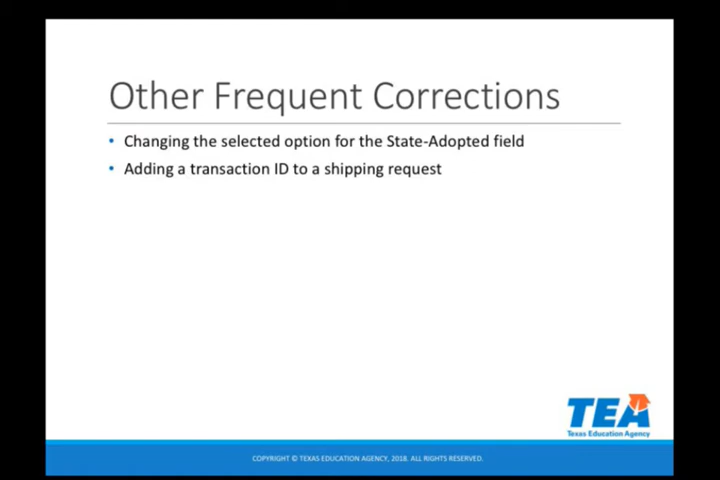 Other Frequent Corrections
• Changing the selected option for the State-Adopted field
• Adding a transaction ID to a shipping request
TEA
Texas Education Agency
COPYRIGHT © TEXAS EDUCATION AGENCY, 2018. ALL RIGHTS RESERVED.